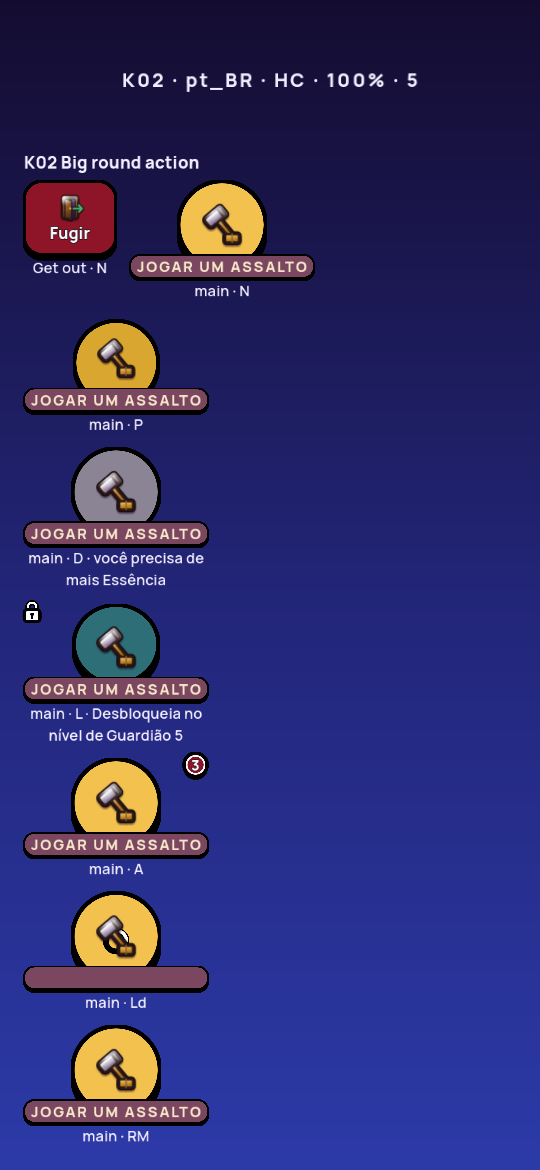 K02 · pt_BR · HC · 100% · 5
K02 Big round action
Fugir
Get out · N
JOGAR UM ASSALTO
main · N
JOGAR UM ASSALTO
main · P
JOGAR UM ASSALTO
main · D · você precisa de
mais Essência
JOGAR UM ASSALTO
main · L · Desbloqueia no
nível de Guardião 5
3
JOGAR UM ASSALTO
main · A
main · Ld
JOGAR UM ASSALTO
main · RM